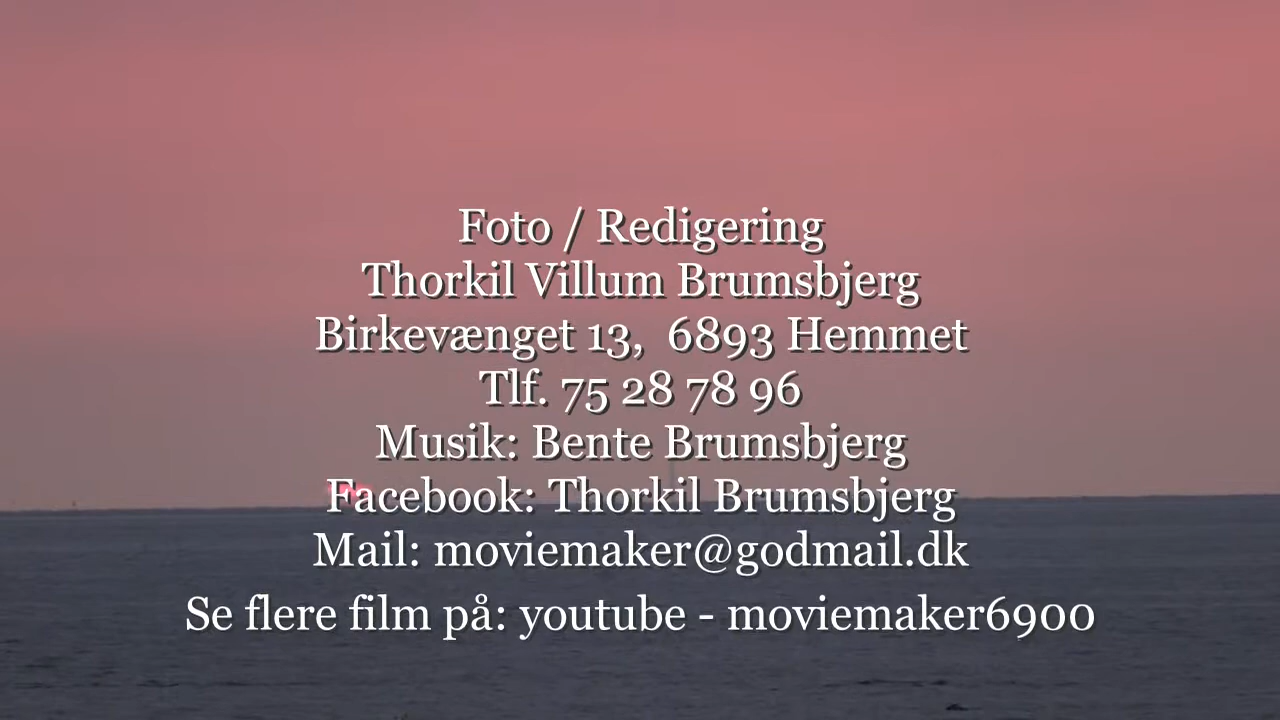 Foto / Redigering
Thorkil Villum Brumsbjerg
Birkevænget 13,  6893 Hemmet
Tlf. 75 28 78 96
Musik: Bente Brumsbjerg
Facebook: Thorkil Brumsbjerg
Mail: moviemaker@godmail.dk
Se flere film på: youtube - moviemaker6900